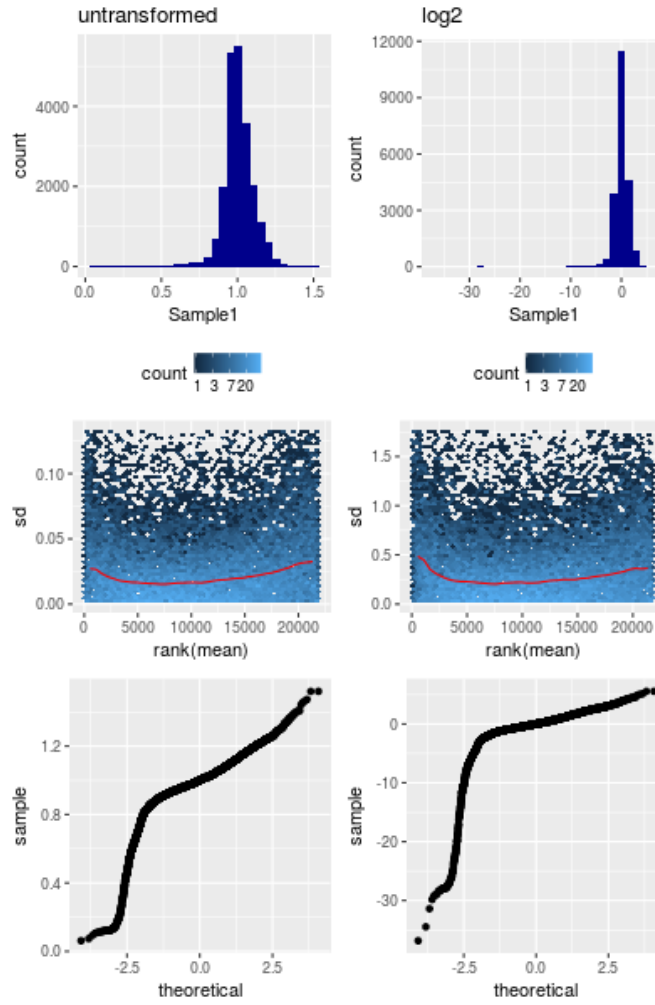 untransformed
log2
count
4000
2000
0
0.0 0.5 1.0 1.5
Sample1
count
12000
9000
6000
3000
0
-30 -20 -10 0
Sample1
count
1 3 7 20
count
1 3 7 20
sd
0.10
0.05
0.00
0 5000 10000 15000 20000
rank(mean)
sd
1.5
1.0
0.5
0.0
0 5000 10000 15000 20000
rank(mean)
sample
1.2
0.8
0.4
0.0
-2.5 0.0 2.5
theoretical
sample
0
-10
-20
-30
-2.5 0.0 2.5
theoretical